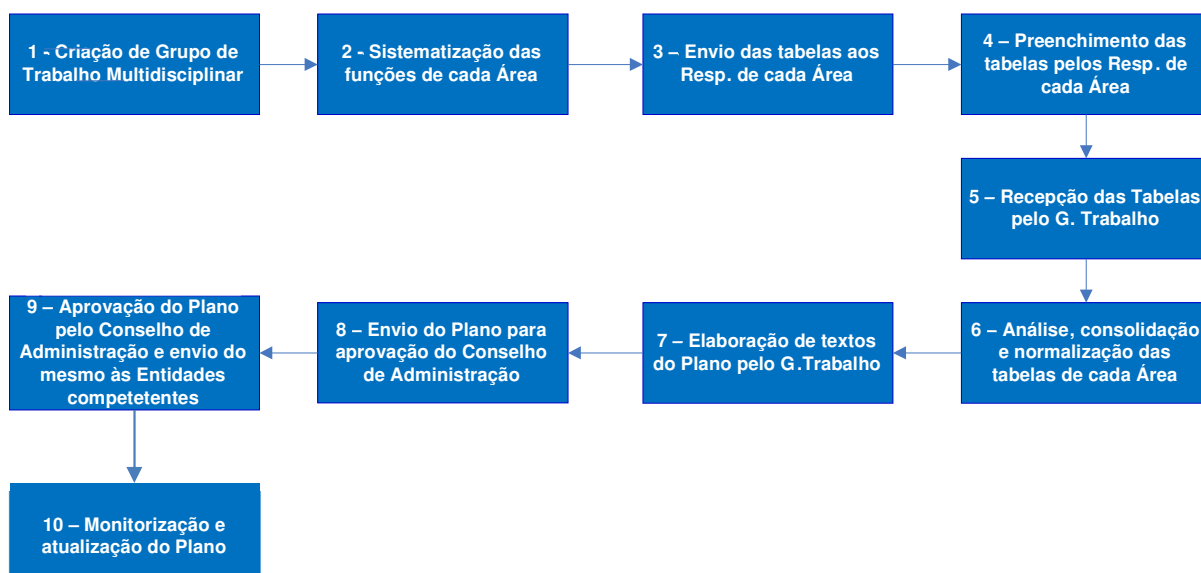 1 - Criação de Grupo de
Trabalho Multidisciplinar
2 - Sistematização das
funções de cada Área
3 – Envio das tabelas aos
Resp. de cada Área
4 – Preenchimento das
tabelas pelos Resp. de
cada Área
5 – Recepção das Tabelas
pelo G. Trabalho
6 – Análise, consolidação
e normalização das
tabelas de cada Área
7 – Elaboração de textos
do Plano pelo G.Trabalho
8 – Envio do Plano para
aprovação do Conselho
de Administração
9 – Aprovação do Plano
pelo Conselho de
Administração e envio do
mesmo às Entidades
competetentes
10 – Monitorização e
atualização do Plano